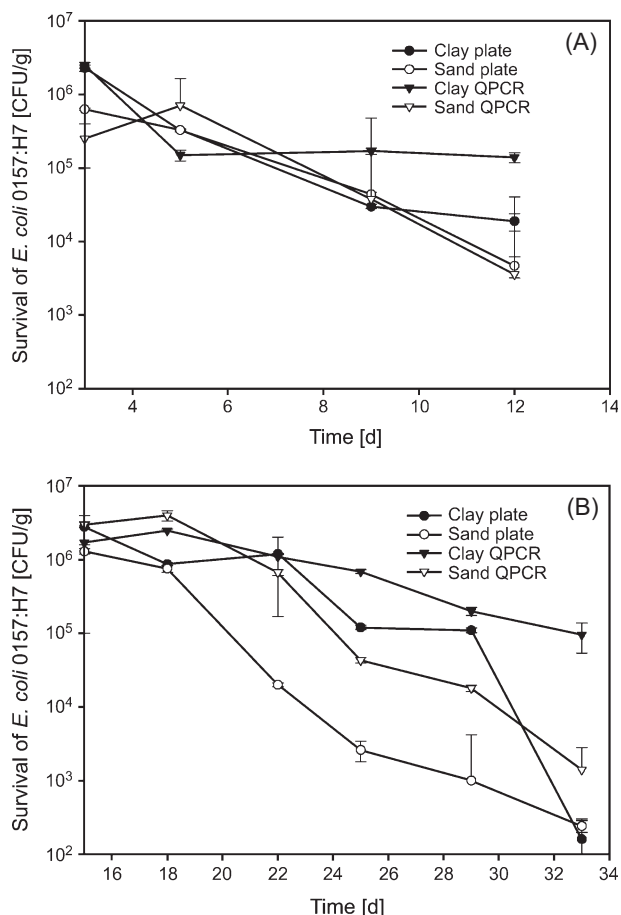 (A)
Clay plate
Sand plate
Clay QPCR
Sand QPCR
Survival of E. coli 0157:H7 [CFU/g]
10^7
10^6
10^5
10^4
10^3
10^2
4 6 8 10 12 14
Time [d]
(B)
Clay plate
Sand plate
Clay QPCR
Sand QPCR
Survival of E. coli 0157:H7 [CFU/g]
10^7
10^6
10^5
10^4
10^3
10^2
16 18 20 22 24 26 28 30 32 34
Time [d]